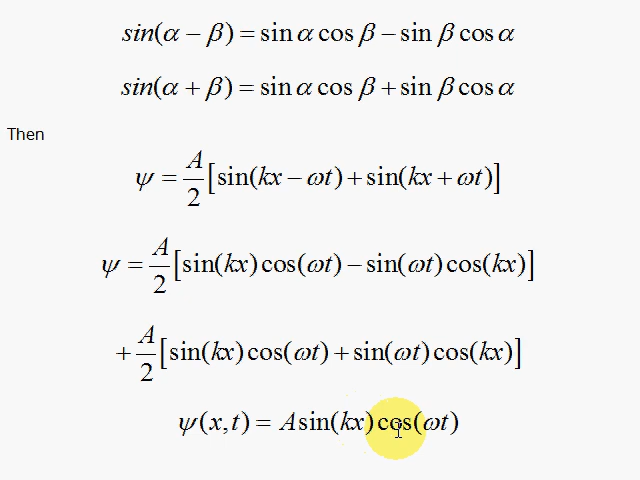 sin(α − β) = sin α cos β − sin β cos α
sin(α + β) = sin α cos β + sin β cos α
Then
ψ = A/2 [sin(kx − ωt) + sin(kx + ωt)]
ψ = A/2 [sin(kx) cos(ωt) − sin(ωt) cos(kx)]
+ A/2 [sin(kx) cos(ωt) + sin(ωt) cos(kx)]
ψ(x,t) = A sin(kx) cos(ωt)